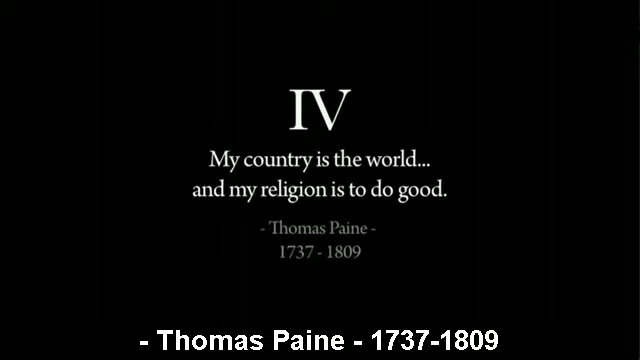 IV
My country is the world...
and my religion is to do good.
- Thomas Paine -
1737 - 1809
- Thomas Paine - 1737-1809